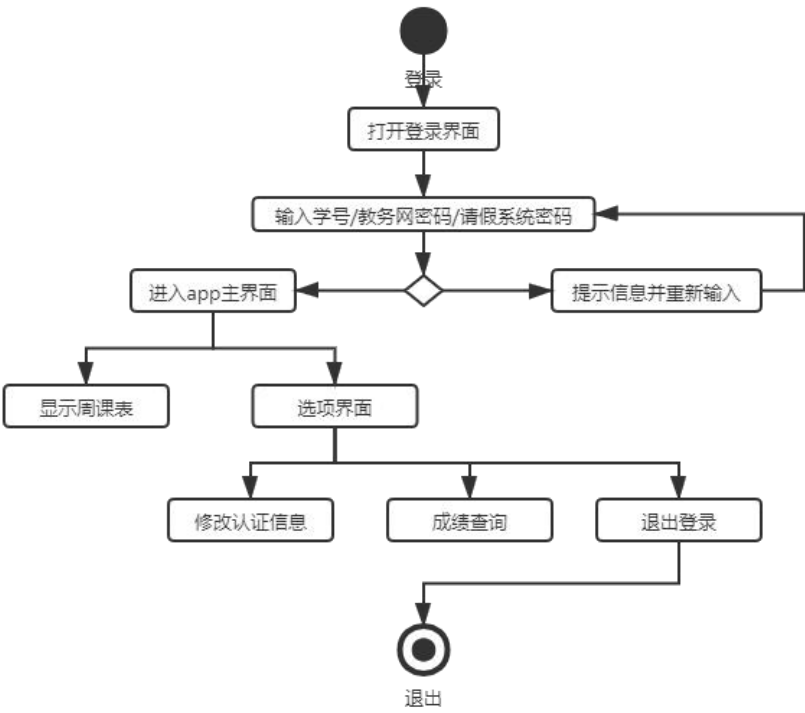 登录
打开登录界面
输入学号/教务网密码/请假系统密码
进入app主界面
提示信息并重新输入
显示周课表
选项界面
修改认证信息
成绩查询
退出登录
退出